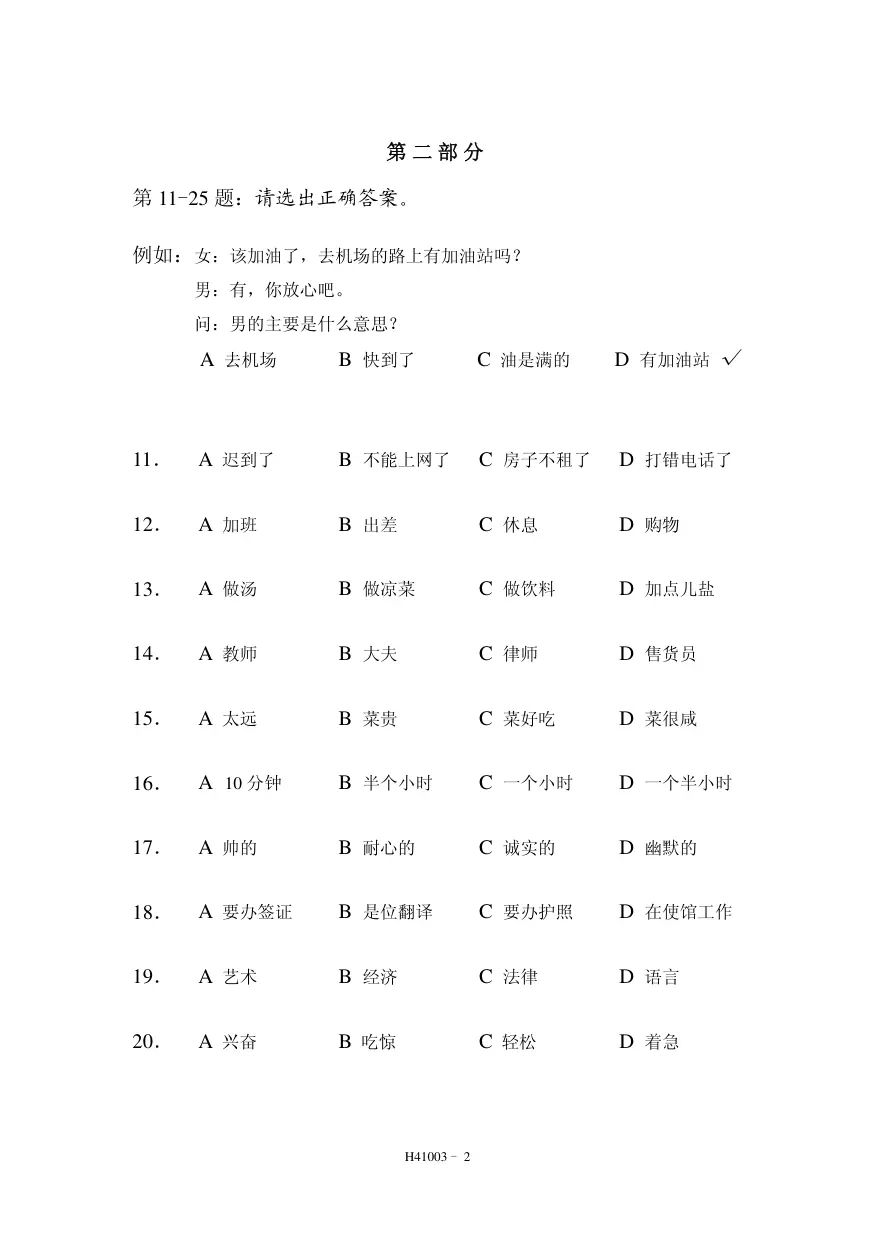 第 二 部 分
第 11-25 题：请选出正确答案。
例如：女：该加油了，去机场的路上有加油站吗？
男：有，你放心吧。
问：男的主要是什么意思？
A 去机场 B 快到了 C 油是满的 D 有加油站 √
11． A 迟到了 B 不能上网了 C 房子不租了 D 打错电话了
12． A 加班 B 出差 C 休息 D 购物
13． A 做汤 B 做凉菜 C 做饮料 D 加点儿盐
14． A 教师 B 大夫 C 律师 D 售货员
15． A 太远 B 菜贵 C 菜好吃 D 菜很咸
16． A 10 分钟 B 半个小时 C 一个小时 D 一个半小时
17． A 帅的 B 耐心的 C 诚实的 D 幽默的
18． A 要办签证 B 是位翻译 C 要办护照 D 在使馆工作
19． A 艺术 B 经济 C 法律 D 语言
20． A 兴奋 B 吃惊 C 轻松 D 着急
H41003 - 2